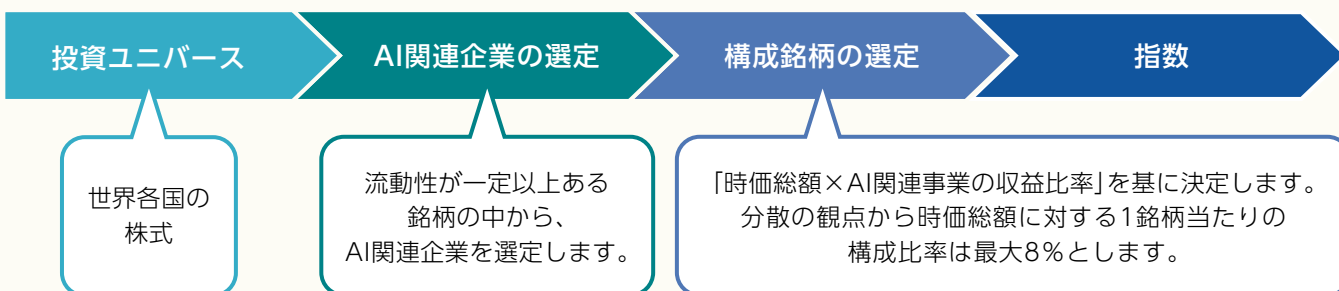 投資ユニバース
AI関連企業の選定
構成銘柄の選定
指数
世界各国の
株式
流動性が一定以上ある
銘柄の中から、
AI関連企業を選定します。
「時価総額×AI関連事業の収益比率」を基に決定します。
分散の観点から時価総額に対する1銘柄当たりの
構成比率は最大8%とします。